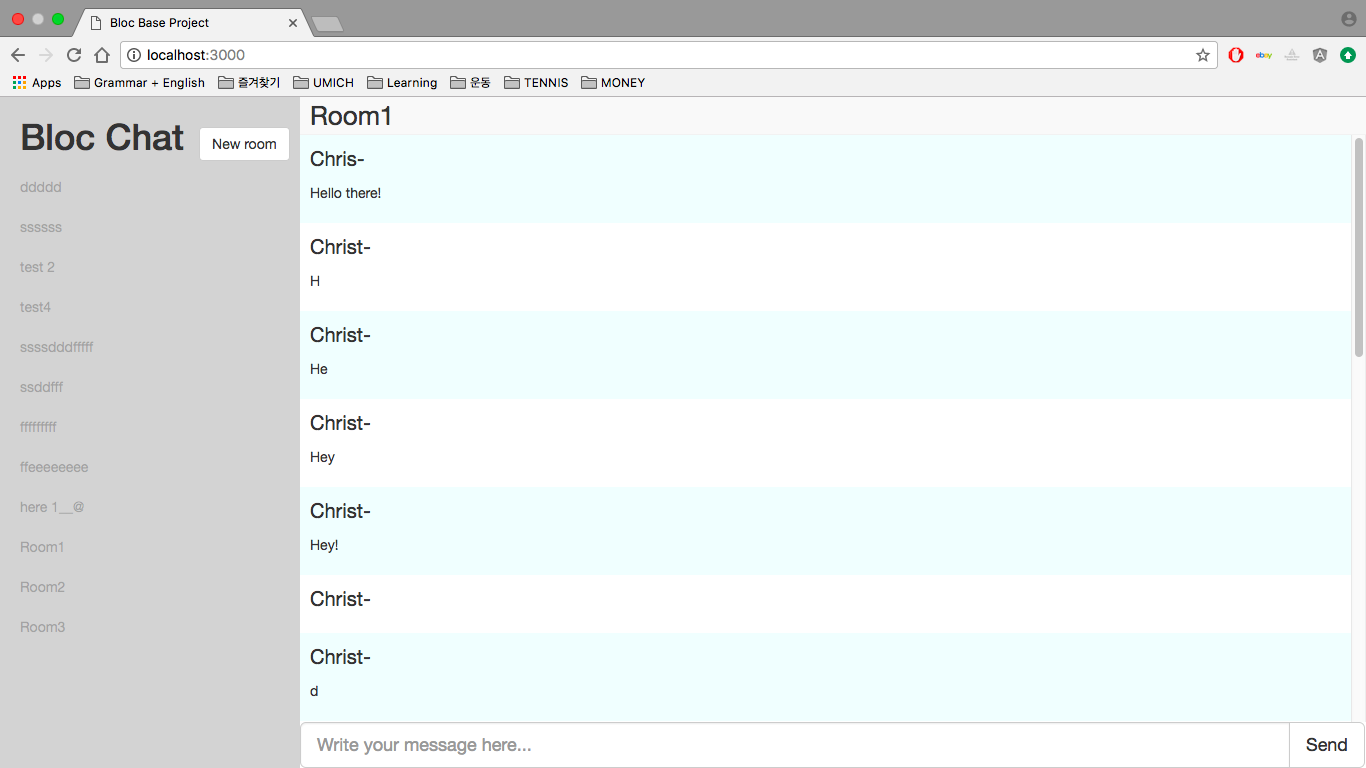 Bloc Base Project
localhost:3000
ebay
Apps
Grammar + English
즐겨찾기
UMICH
Learning
운동
TENNIS
MONEY
Bloc Chat
New room
ddddd
ssssss
test 2
test4
ssssdddfffff
ssddfff
fffffffff
ffeeeeeeee
here 1__@
Room1
Room2
Room3
Room1
Chris-
Hello there!
Christ-
H
Christ-
He
Christ-
Hey
Christ-
Hey!
Christ-
Christ-
d
Write your message here...
Send